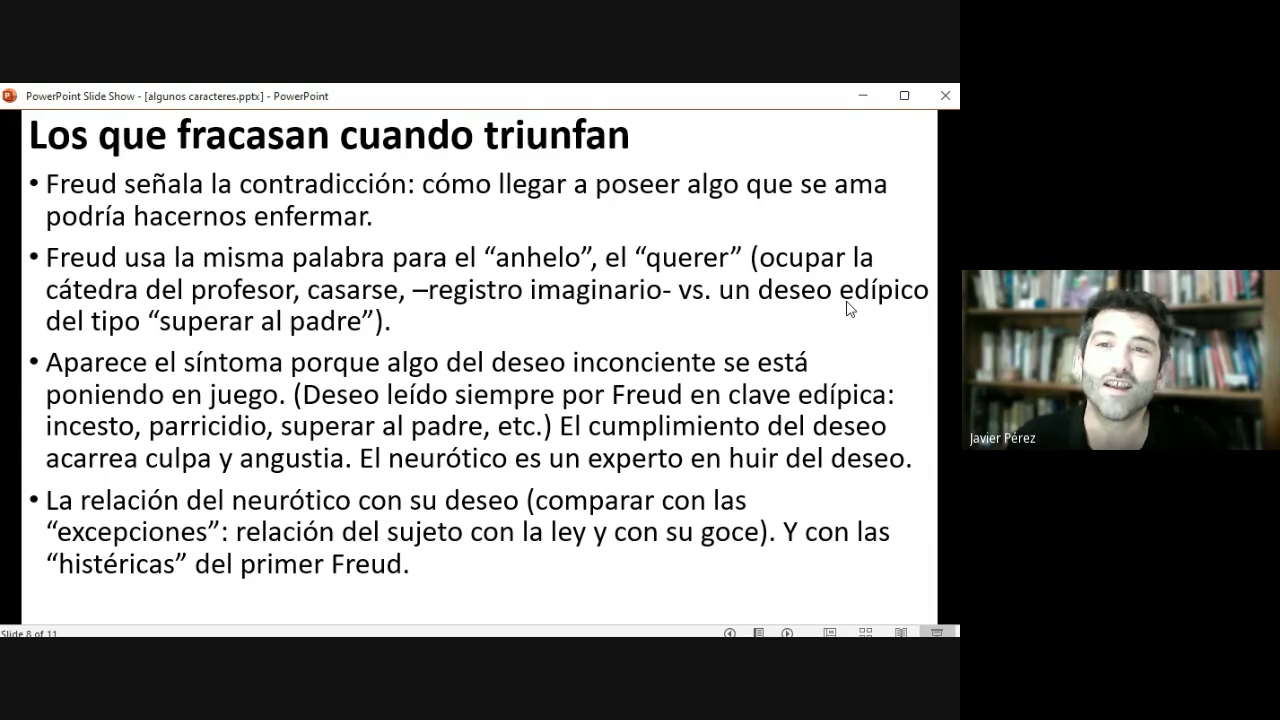 PowerPoint Slide Show - [algunos caracteres.pptx] - PowerPoint
Los que fracasan cuando triunfan
• Freud señala la contradicción: cómo llegar a poseer algo que se ama
podría hacernos enfermar.
• Freud usa la misma palabra para el “anhelo”, el “querer” (ocupar la
cátedra del profesor, casarse, –registro imaginario- vs. un deseo edípico
del tipo “superar al padre”).
• Aparece el síntoma porque algo del deseo inconciente se está
poniendo en juego. (Deseo leído siempre por Freud en clave edípica:
incesto, parricidio, superar al padre, etc.) El cumplimiento del deseo
acarrea culpa y angustia. El neurótico es un experto en huir del deseo.
• La relación del neurótico con su deseo (comparar con las
“excepciones”: relación del sujeto con la ley y con su goce). Y con las
“histéricas” del primer Freud.
Slide 8 of 11
Javier Pérez